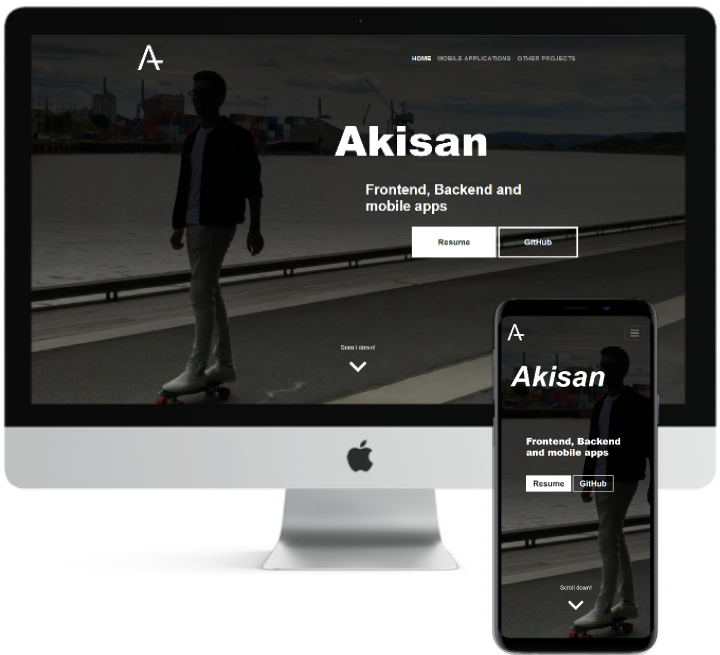 HOME MOBILE APPLICATIONS OTHER PROJECTS
Akisan
Frontend, Backend and
mobile apps
Resume GitHub
Scroll down!
Akisan
Frontend, Backend
and mobile apps
Resume GitHub
Scroll down!